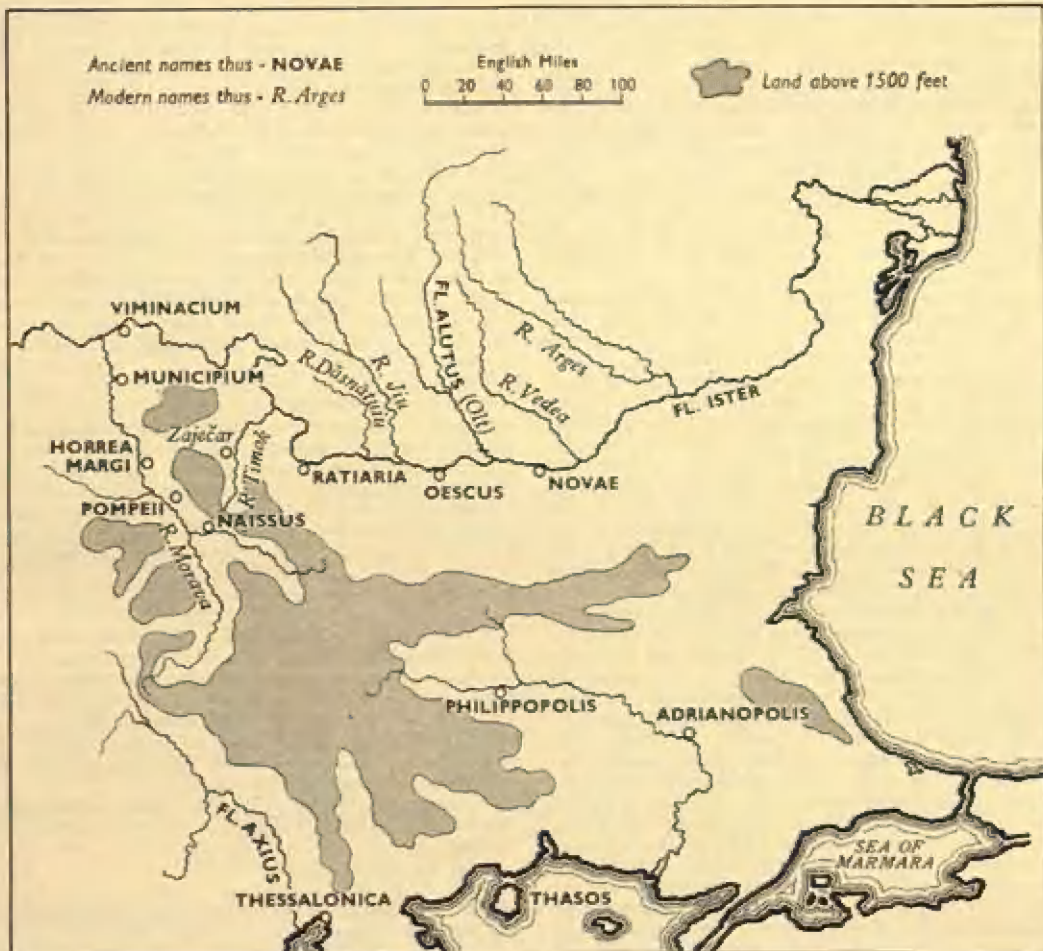 Ancient names thus - NOVAE
Modern names thus - R. Arges
English Miles
0 20 40 60 80 100
Land above 1500 feet
VIMINACIUM
MUNICIPIUM
Zaječar
HORREA
MARGI
R. Timok
POMPEII
NAISSUS
R. Morava
R. Dăsnătuiu
R. Jiu
FL. ALUTUS (Olt)
R. Arges
R. Vedea
FL. ISTER
RATIARIA
OESCUS
NOVAE
BLACK
SEA
PHILIPPOPOLIS
ADRIANOPOLIS
FL. AXIUS
THESSALONICA
THASOS
SEA OF
MARMARA